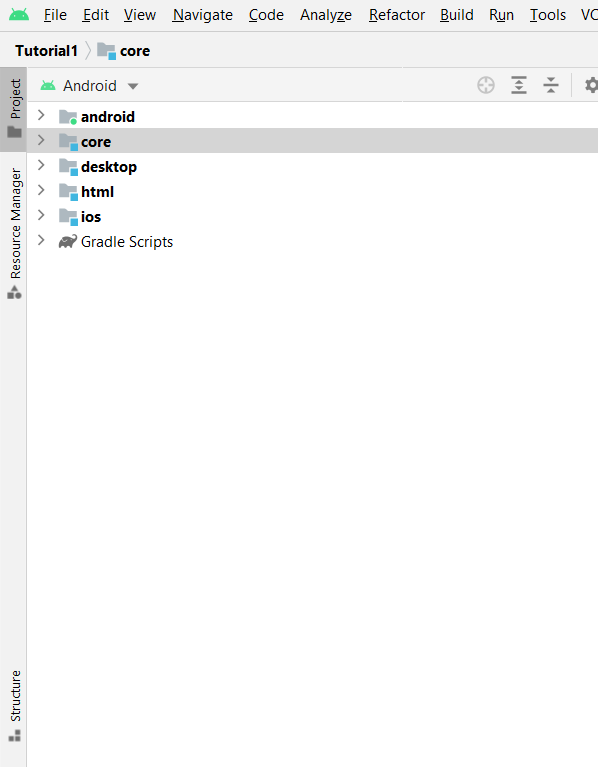 File Edit View Navigate Code Analyze Refactor Build Run Tools VC
Tutorial1 core
Android
android
core
desktop
html
ios
Gradle Scripts
Project
Resource Manager
Structure